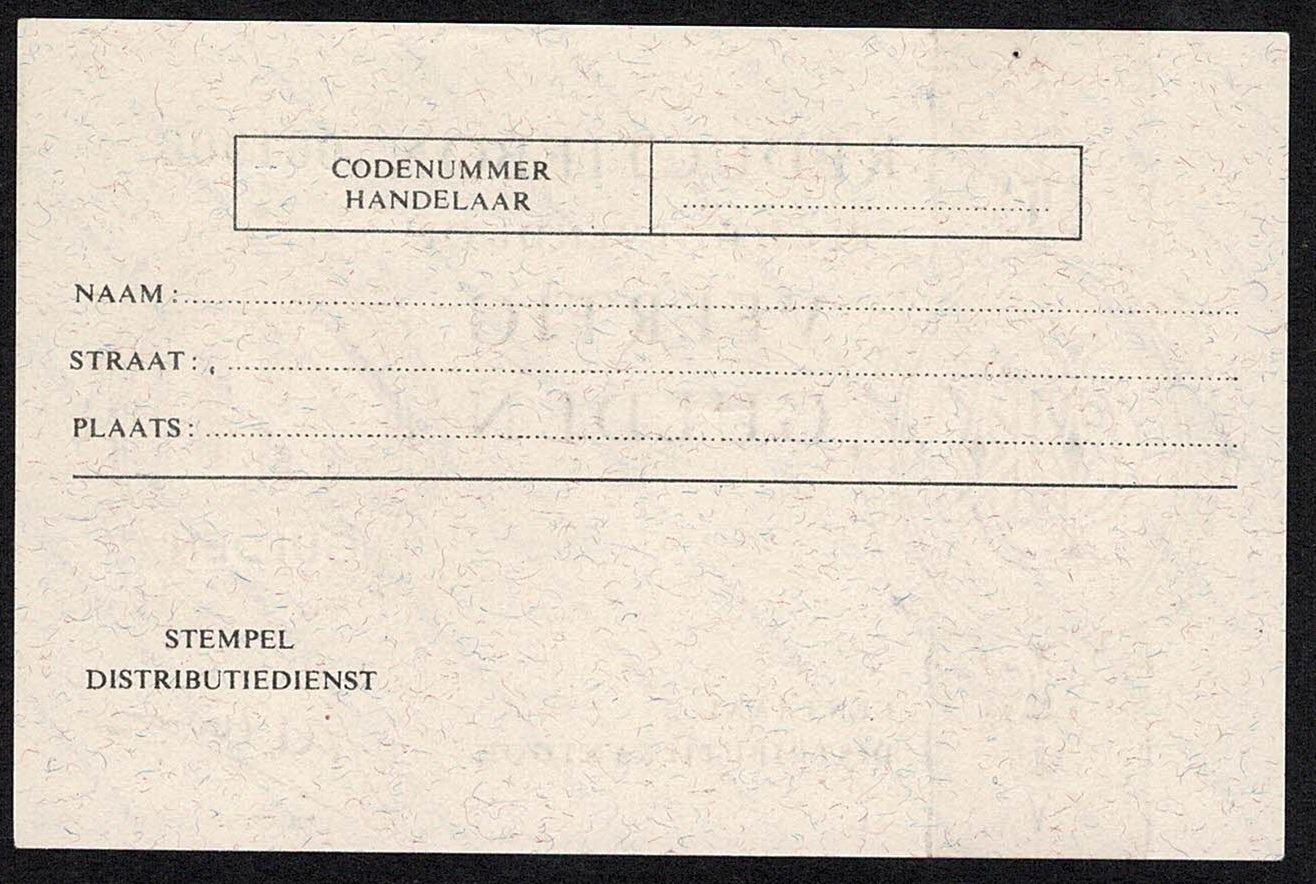 CODENUMMER
HANDELAAR
NAAM :
STRAAT :
PLAATS :
STEMPEL
DISTRIBUTIEDIENST